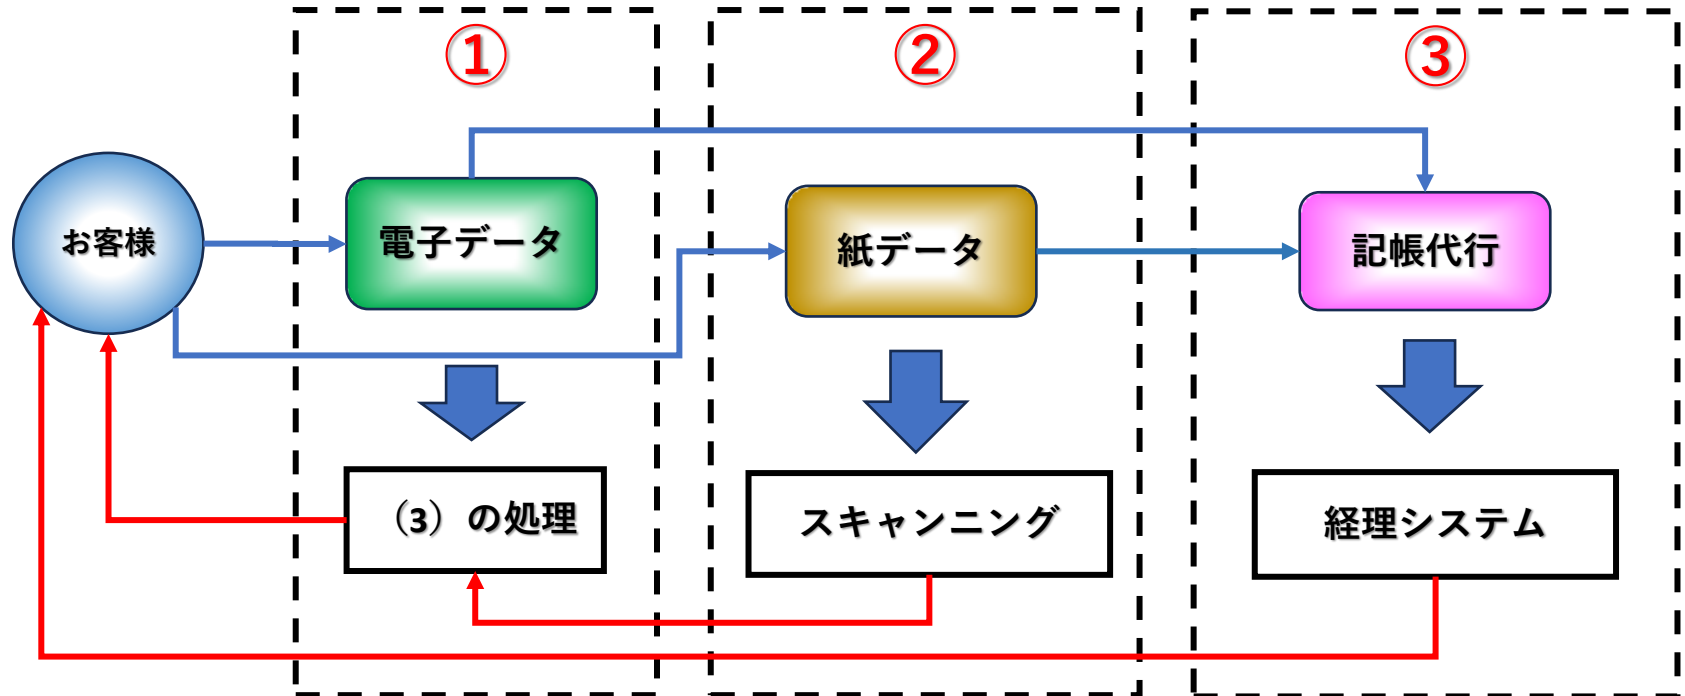 ①
②
③
お客様
電子データ
紙データ
記帳代行
（3）の処理
スキャンニング
経理システム